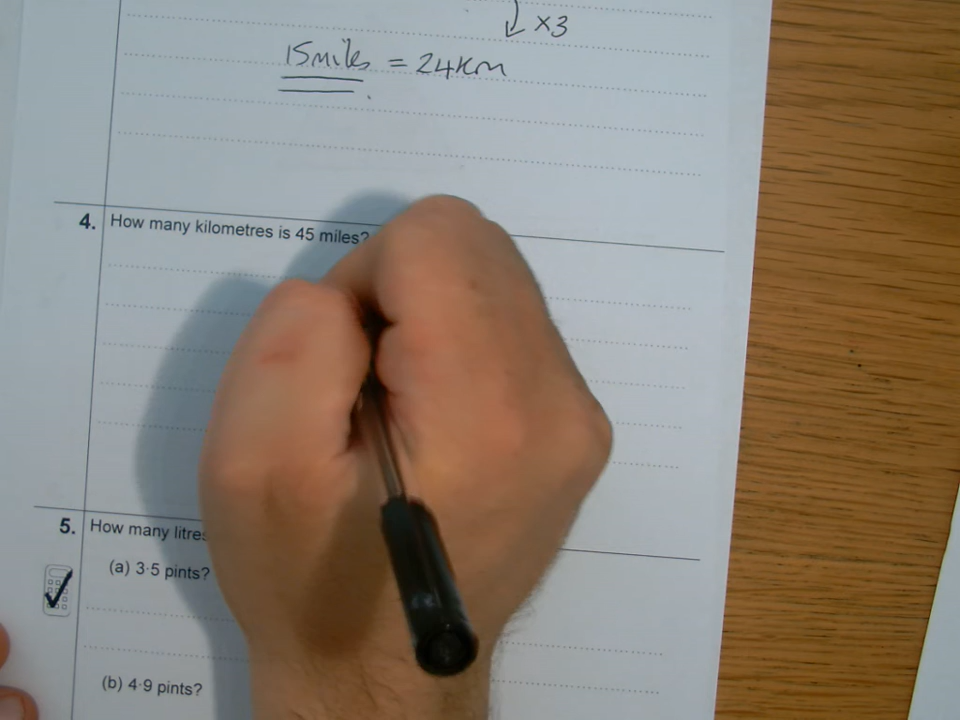 ×3
15miles = 24km
4. How many kilometres is 45 miles?
5. How many litres
(a) 3·5 pints?
(b) 4·9 pints?